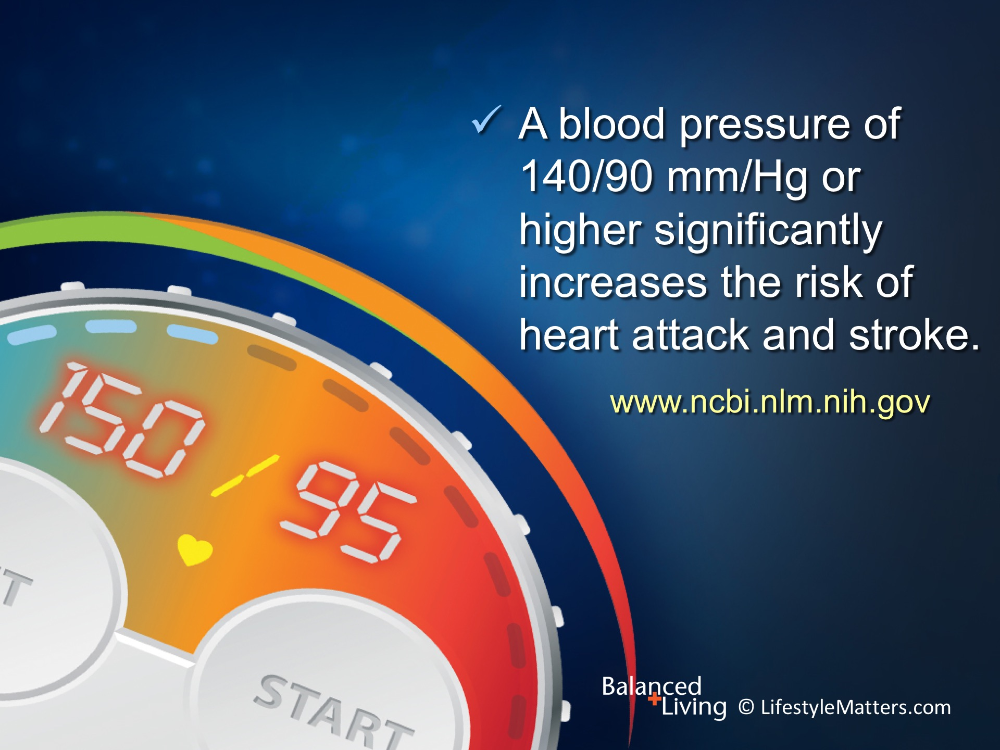 ✓ A blood pressure of
140/90 mm/Hg or
higher significantly
increases the risk of
heart attack and stroke.
www.ncbi.nlm.nih.gov
150 / 95
START
Balanced
Living © LifestyleMatters.com